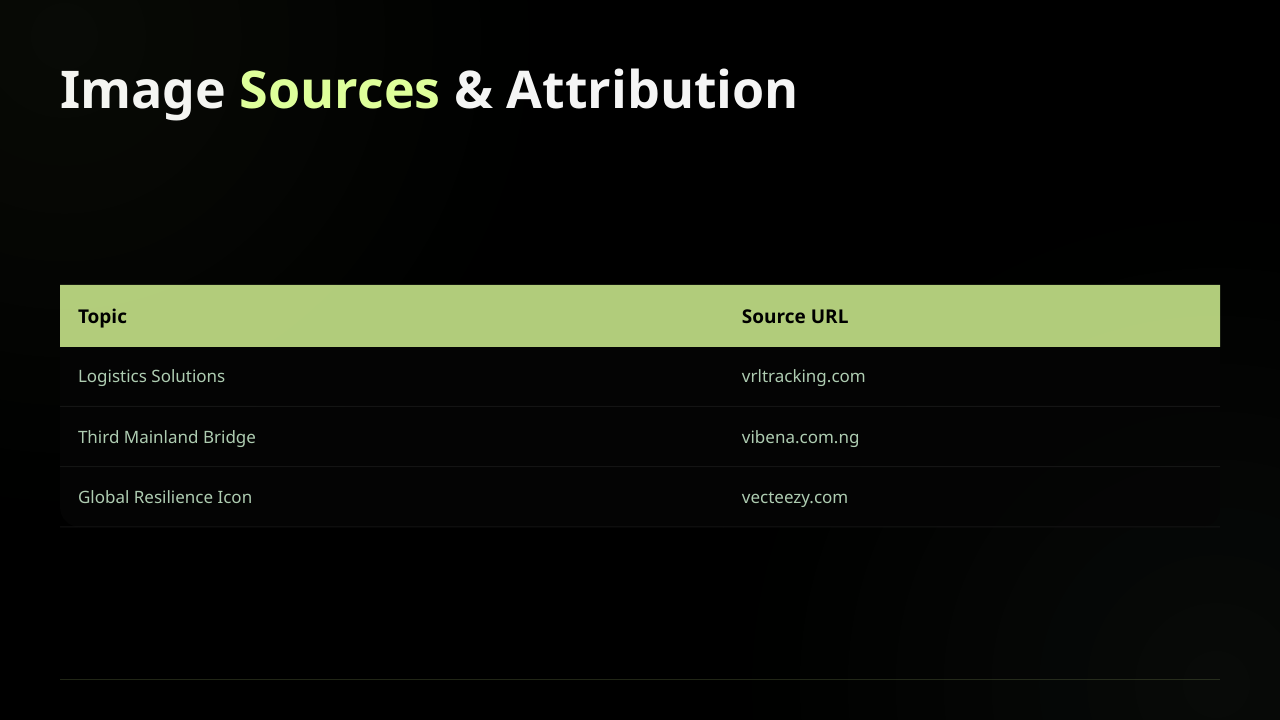 Image Sources & Attribution
Topic Source URL
Logistics Solutions vrltracking.com
Third Mainland Bridge vibena.com.ng
Global Resilience Icon vecteezy.com